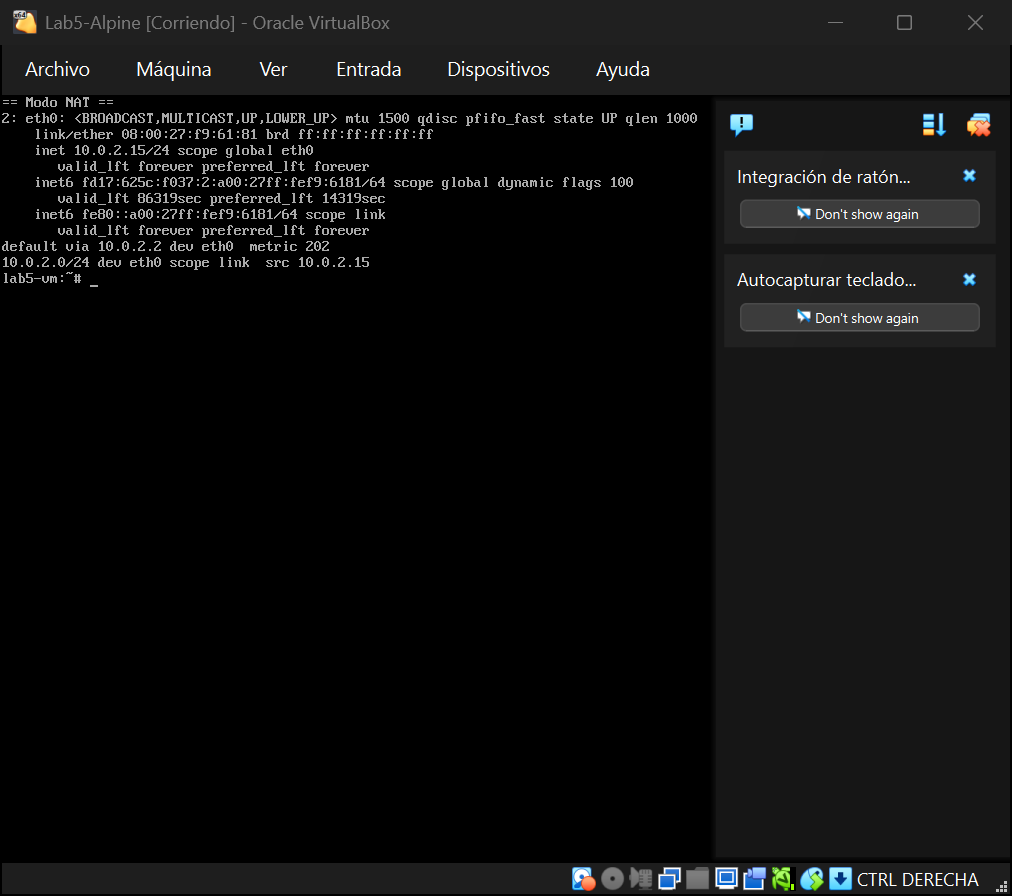 Lab5-Alpine [Corriendo] - Oracle VirtualBox
Archivo Máquina Ver Entrada Dispositivos Ayuda
== Modo NAT ==
2: eth0: <BROADCAST,MULTICAST,UP,LOWER_UP> mtu 1500 qdisc pfifo_fast state UP qlen 1000
    link/ether 08:00:27:f9:61:81 brd ff:ff:ff:ff:ff:ff
    inet 10.0.2.15/24 scope global eth0
       valid_lft forever preferred_lft forever
    inet6 fd17:625c:f037:2:a00:27ff:fef9:6181/64 scope global dynamic flags 100
       valid_lft 86319sec preferred_lft 14319sec
    inet6 fe80::a00:27ff:fef9:6181/64 scope link
       valid_lft forever preferred_lft forever
default via 10.0.2.2 dev eth0  metric 202
10.0.2.0/24 dev eth0 scope link  src 10.0.2.15
lab5-vm:~# _
Integración de ratón...
Don't show again
Autocapturar teclado...
Don't show again
CTRL DERECHA